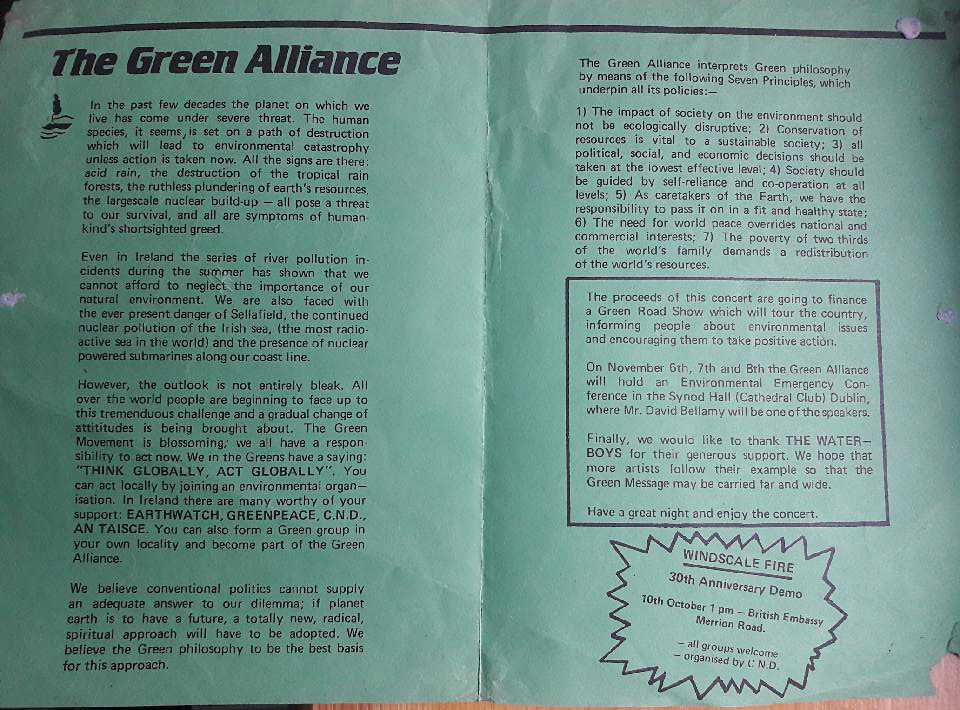 The Green Alliance
In the past few decades the planet on which we
live has come under severe threat. The human
species, it seems, is set on a path of destruction
which will lead to environmental catastrophy
unless action is taken now. All the signs are there:
acid rain, the destruction of the tropical rain
forests, the ruthless plundering of earth's resources,
the largescale nuclear build-up — all pose a threat
to our survival, and all are symptoms of human-
kind's shortsighted greed.
Even in Ireland the series of river pollution in-
cidents during the summer has shown that we
cannot afford to neglect the importance of our
natural environment. We are also faced with
the ever present danger of Sellafield, the continued
nuclear pollution of the Irish sea, (the most radio-
active sea in the world) and the presence of nuclear
powered submarines along our coast line.
However, the outlook is not entirely bleak. All
over the world people are beginning to face up to
this tremenduous challenge and a gradual change of
attititudes is being brought about. The Green
Movement is blossoming; we all have a respon-
sibility to act now. We in the Greens have a saying:
"THINK GLOBALLY, ACT GLOBALLY". You
can act locally by joining an environmental organ—
isation. In Ireland there are many worthy of your
support: EARTHWATCH, GREENPEACE, C.N.D.,
AN TAISCE. You can also form a Green group in
your own locality and become part of the Green
Alliance.
We believe conventional politics cannot supply
an adequate answer to our dilemma; if planet
earth is to have a future, a totally new, radical,
spiritual approach will have to be adopted. We
believe the Green philosophy to be the best basis
for this approach.
The Green Alliance interprets Green philosophy
by means of the following Seven Principles, which
underpin all its policies:—
1) The impact of society on the environment should
not be ecologically disruptive; 2) Conservation of
resources is vital to a sustainable society; 3) all
political, social, and economic decisions should be
taken at the lowest effective level; 4) Society should
be guided by self-reliance and co-operation at all
levels; 5) As caretakers of the Earth, we have the
responsibility to pass it on in a fit and healthy state;
6) The need for world peace overrides national and
commercial interests; 7) The poverty of two thirds
of the world's family demands a redistribution
of the world's resources.
The proceeds of this concert are going to finance
a Green Road Show which will tour the country,
informing people about environmental issues
and encouraging them to take positive action.
On November 6th, 7th and 8th the Green Alliance
will hold an Environmental Emergency Con-
ference in the Synod Hall (Cathedral Club) Dublin,
where Mr. David Bellamy will be one of the speakers.
Finally, we would like to thank THE WATER—
BOYS for their generous support. We hope that
more artists follow their example so that the
Green Message may be carried far and wide.
Have a great night and enjoy the concert.
WINDSCALE FIRE
30th Anniversary Demo
10th October 1 pm – British Embassy
Merrion Road.
– all groups welcome
– organised by C.N.D.